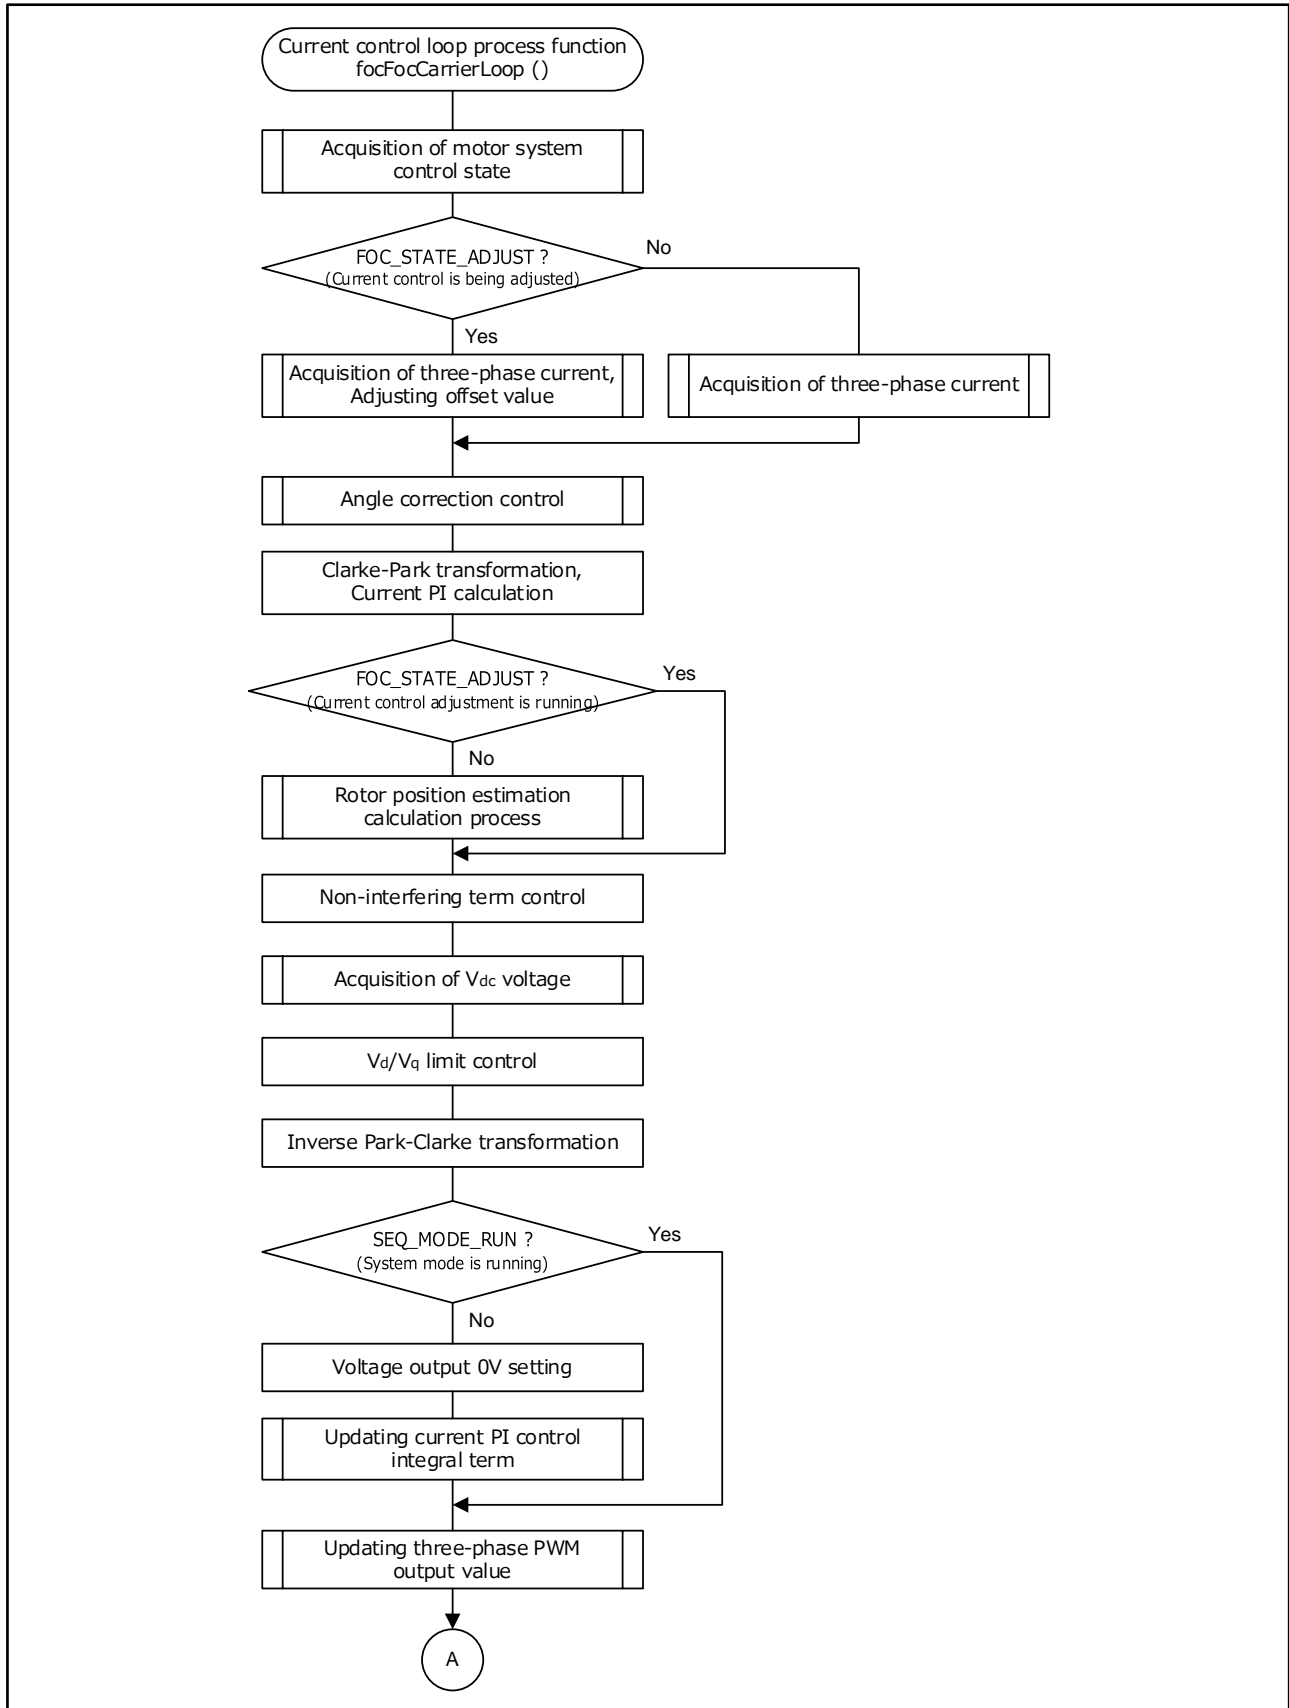 Current control loop process function
focFocCarrierLoop ()
Acquisition of motor system
control state
FOC_STATE_ADJUST ?
(Current control is being adjusted)
No
Yes
Acquisition of three-phase current,
Adjusting offset value
Acquisition of three-phase current
Angle correction control
Clarke-Park transformation,
Current PI calculation
FOC_STATE_ADJUST ?
(Current control adjustment is running)
Yes
No
Rotor position estimation
calculation process
Non-interfering term control
Acquisition of Vdc voltage
Vd/Vq limit control
Inverse Park-Clarke transformation
SEQ_MODE_RUN ?
(System mode is running)
Yes
No
Voltage output 0V setting
Updating current PI control
integral term
Updating three-phase PWM
output value
A